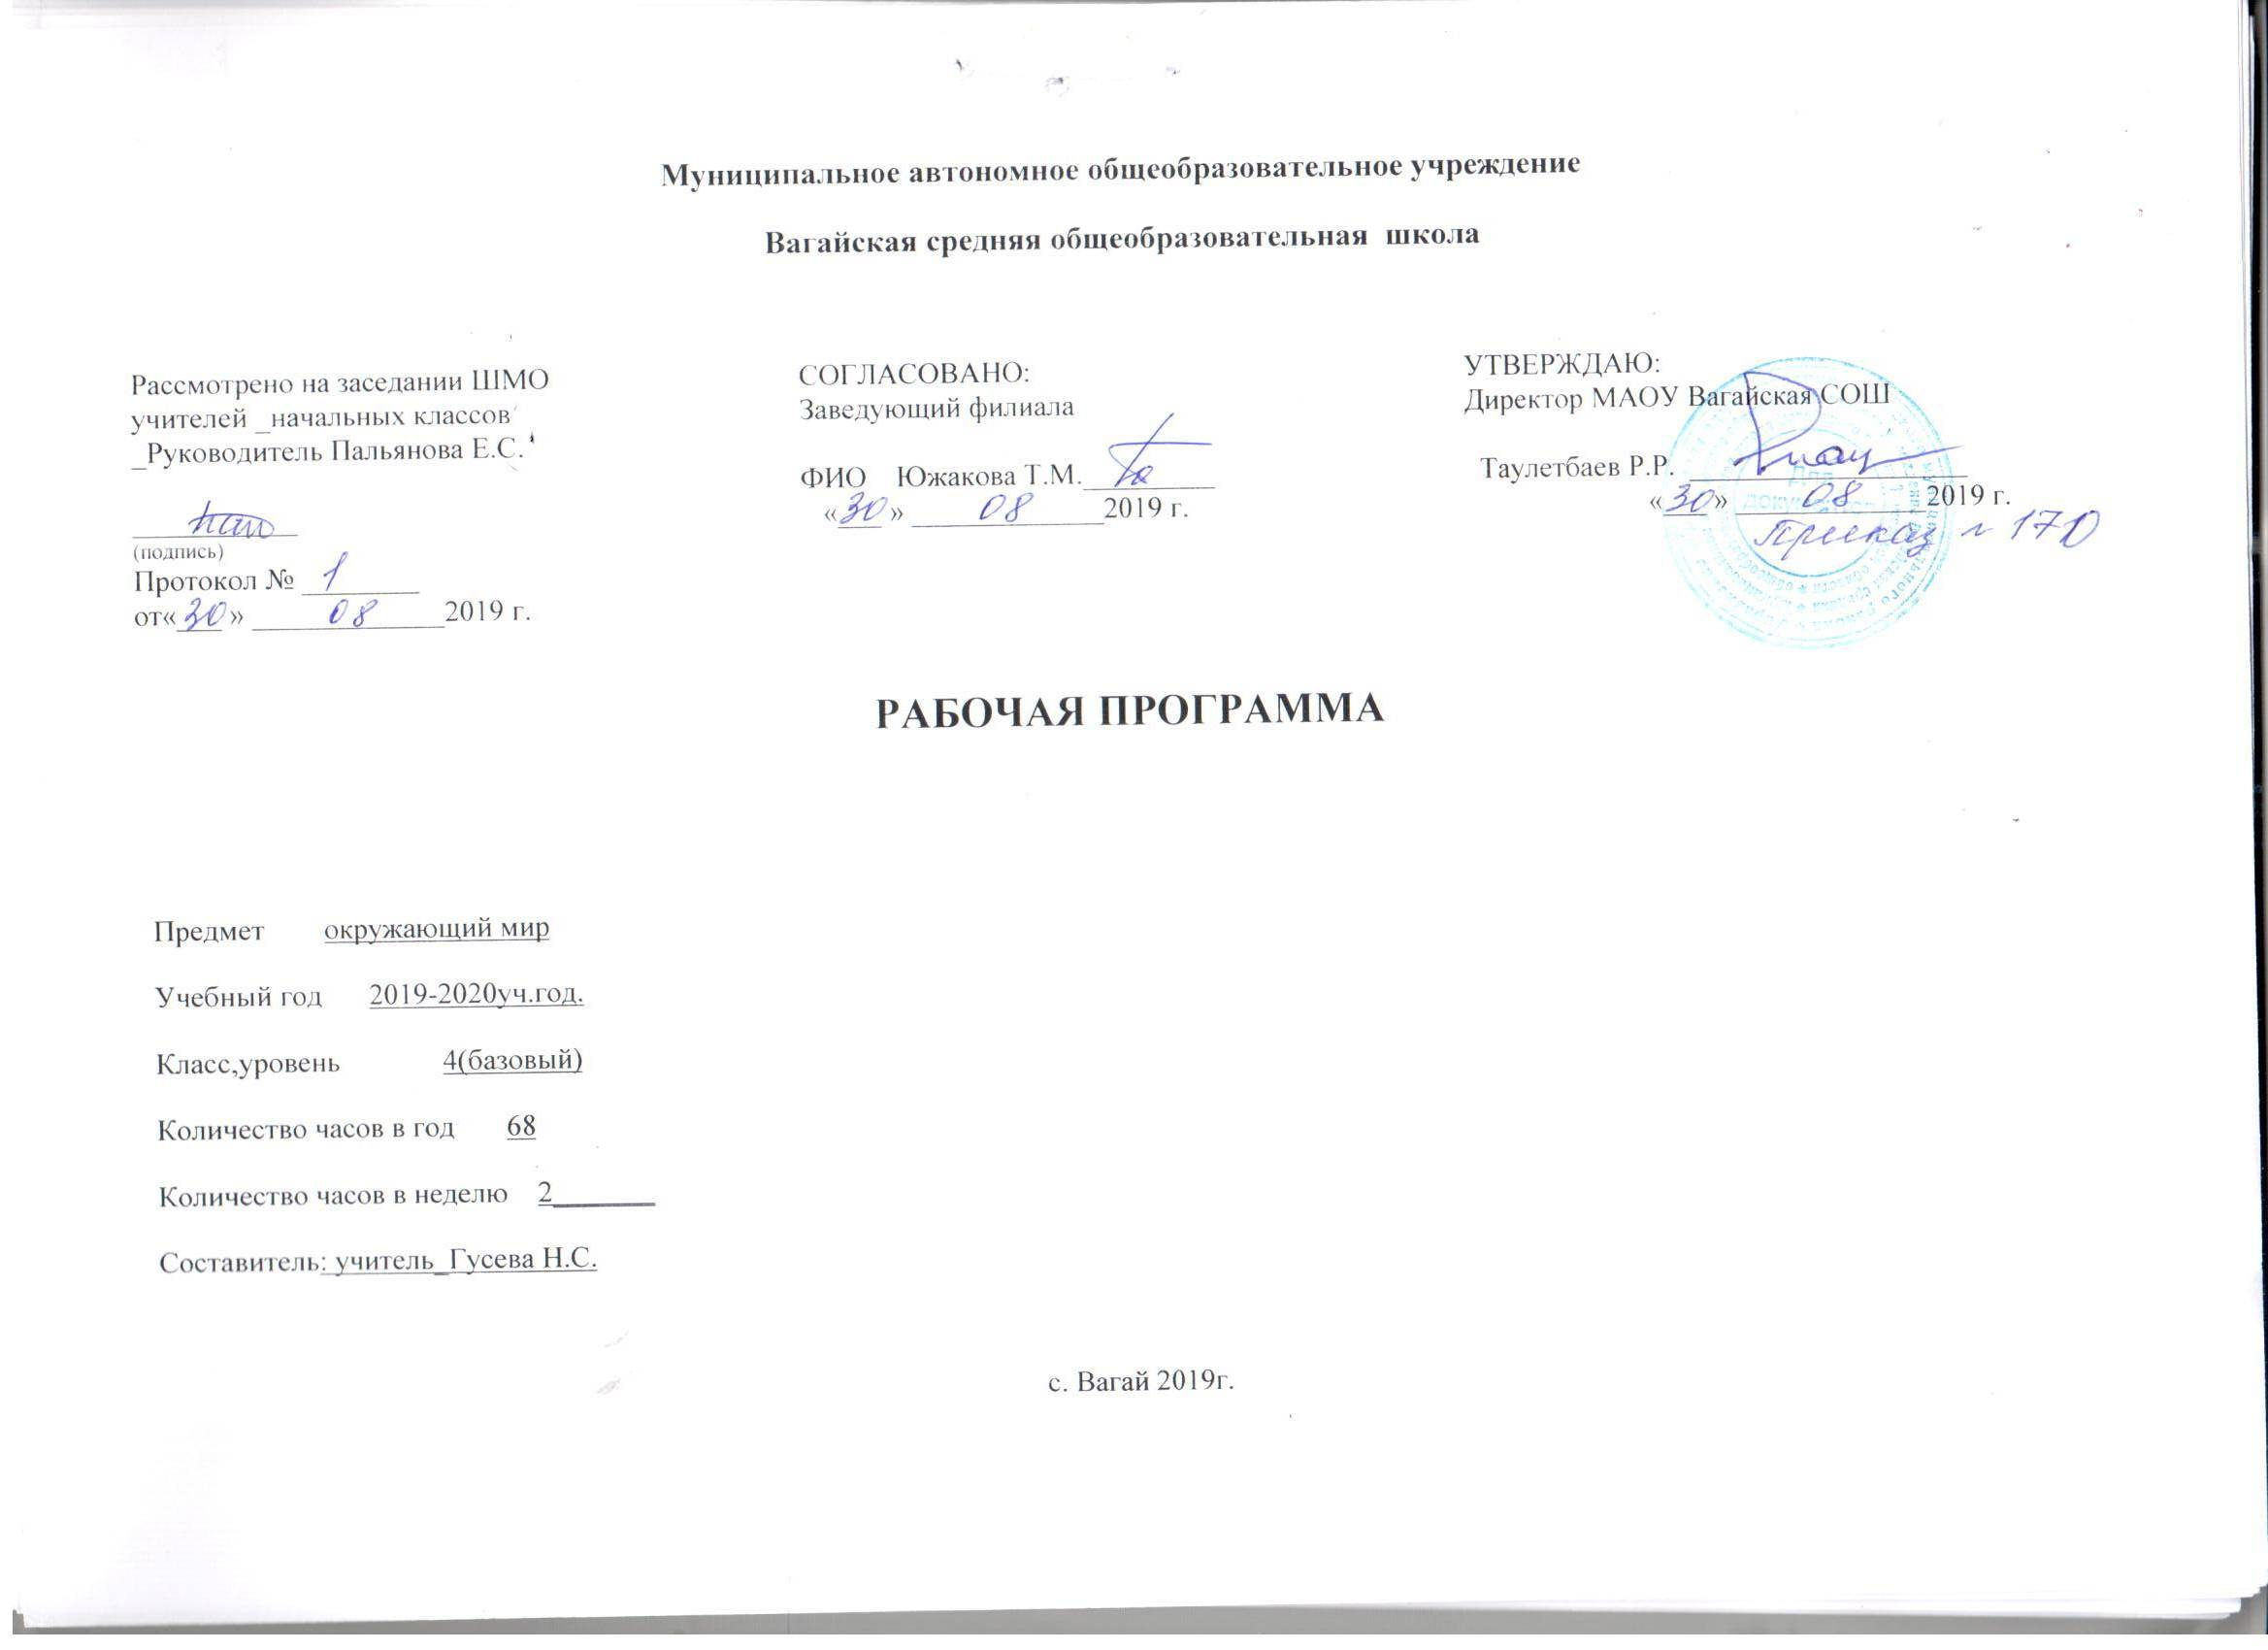 Муниципальное автономное общеобразовательное учреждение
Вагайская средняя общеобразовательная школа
Рассмотрено на заседании ШМО
учителей _начальных классов
_Руководитель Пальянова Е.С.
(подпись)
Протокол № 1
от«30» 08 2019 г.
СОГЛАСОВАНО:
Заведующий филиала
ФИО Южакова Т.М.
«30» 08 2019 г.
УТВЕРЖДАЮ:
Директор МАОУ Вагайская СОШ
Таулетбаев Р.Р.
«30» 08 2019 г.
Приказ № 170
Для
документов
РАБОЧАЯ ПРОГРАММА
Предмет окружающий мир
Учебный год 2019-2020уч.год.
Класс,уровень 4(базовый)
Количество часов в год 68
Количество часов в неделю 2
Составитель: учитель_Гусева Н.С.
с. Вагай 2019г.